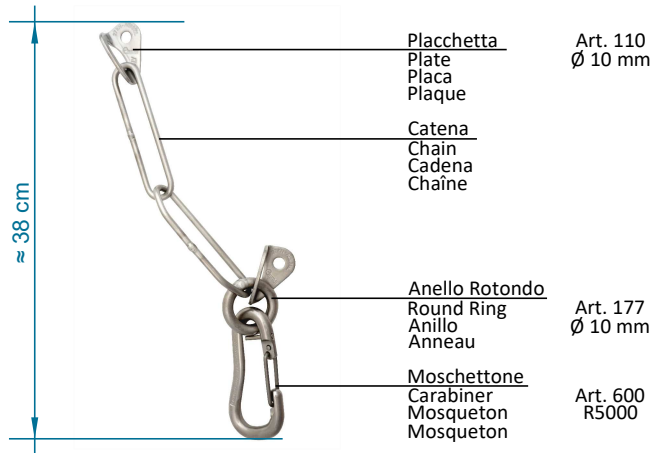 ≈ 38 cm
Placchetta Art. 110
Plate Ø 10 mm
Placa
Plaque
Catena
Chain
Cadena
Chaîne
Anello Rotondo
Round Ring Art. 177
Anillo Ø 10 mm
Anneau
Moschettone
Carabiner Art. 600
Mosqueton R5000
Mosqueton